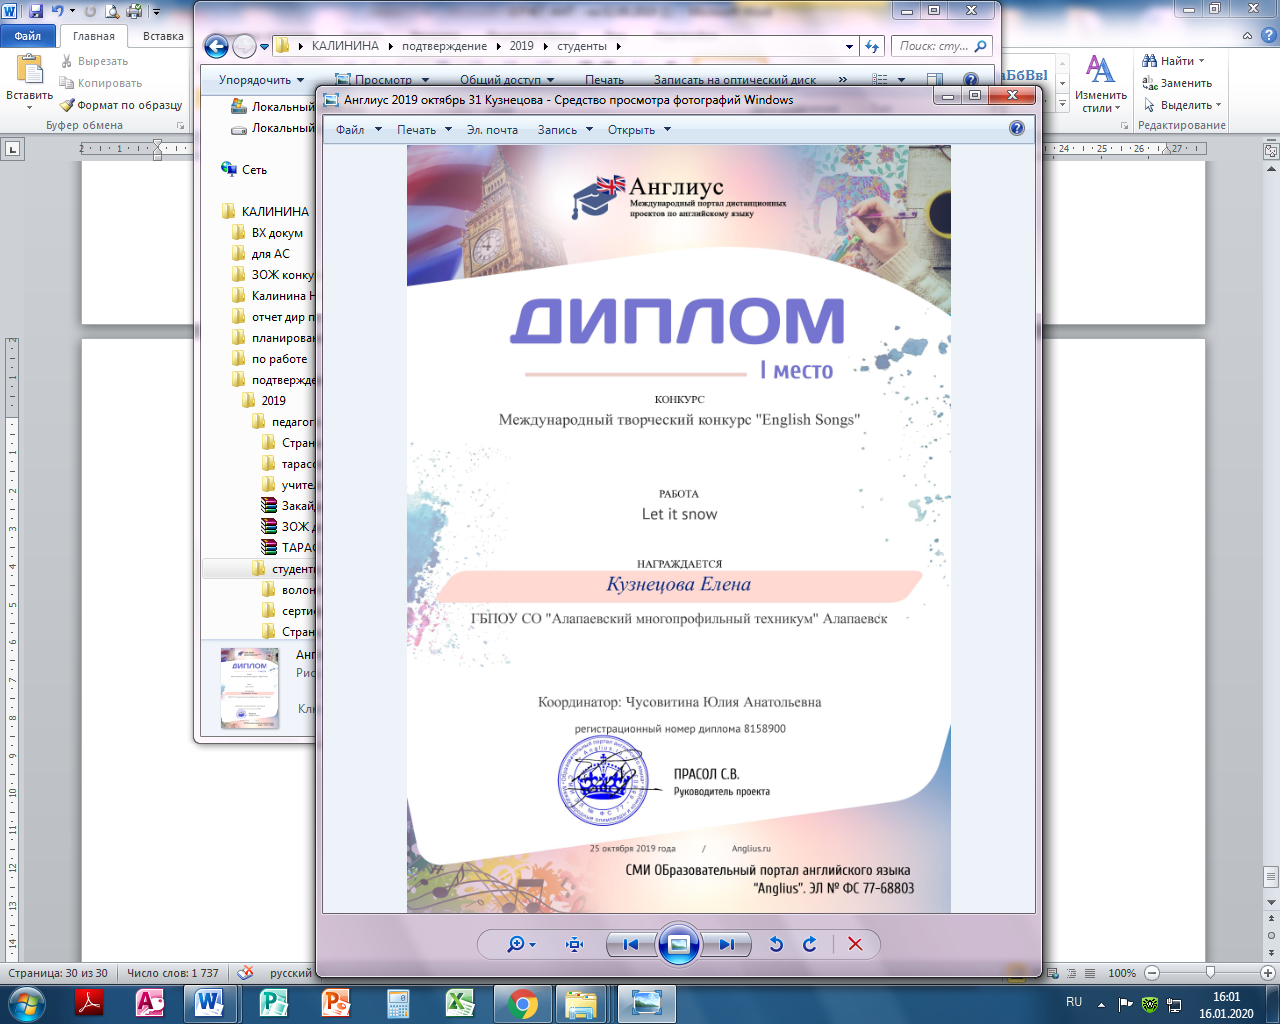 Файл
Главная
Вставка
Вставить
Вырезать
Копировать
Формат по образцу
Буфер обмена
КАЛИНИНА
подтверждение
2019
студенты
Поиск: сту...
Упорядочить
Просмотр
Общий доступ
Печать
Записать на оптический диск
»
Изменить
стили
Найти
Заменить
Выделить
Редактирование
Локальный
Локальный
Сеть
КАЛИНИНА
ВХ докум
для АС
ЗОЖ конку
Калинина Н
отчет дир п
планирован
по работе
подтвержде
2019
педагог
Стран
тарасо
учител
Закай
ЗОЖ д
ТАРАС
студент
волон
серти
Стран
Англиус 2019 октябрь 31 Кузнецова - Средство просмотра фотографий Windows
Файл
Печать
Эл. почта
Запись
Открыть
Англиус
Международный портал дистанционных
проектов по английскому языку
ДИПЛОМ
I место
КОНКУРС
Международный творческий конкурс "English Songs"
РАБОТА
Let it snow
НАГРАЖДАЕТСЯ
Кузнецова Елена
ГБПОУ СО "Алапаевский многопрофильный техникум" Алапаевск
Координатор: Чусовитина Юлия Анатольевна
регистрационный номер диплома 8158900
ПРАСОЛ С.В.
Руководитель проекта
25 октября 2019 года / Anglius.ru
СМИ ОБразовательный портал английского языка
"Anglius". ЭЛ № ФС 77-68803
Страница: 30 из 30
Число слов: 1 737
русский
100%
RU
16:01
16.01.2020